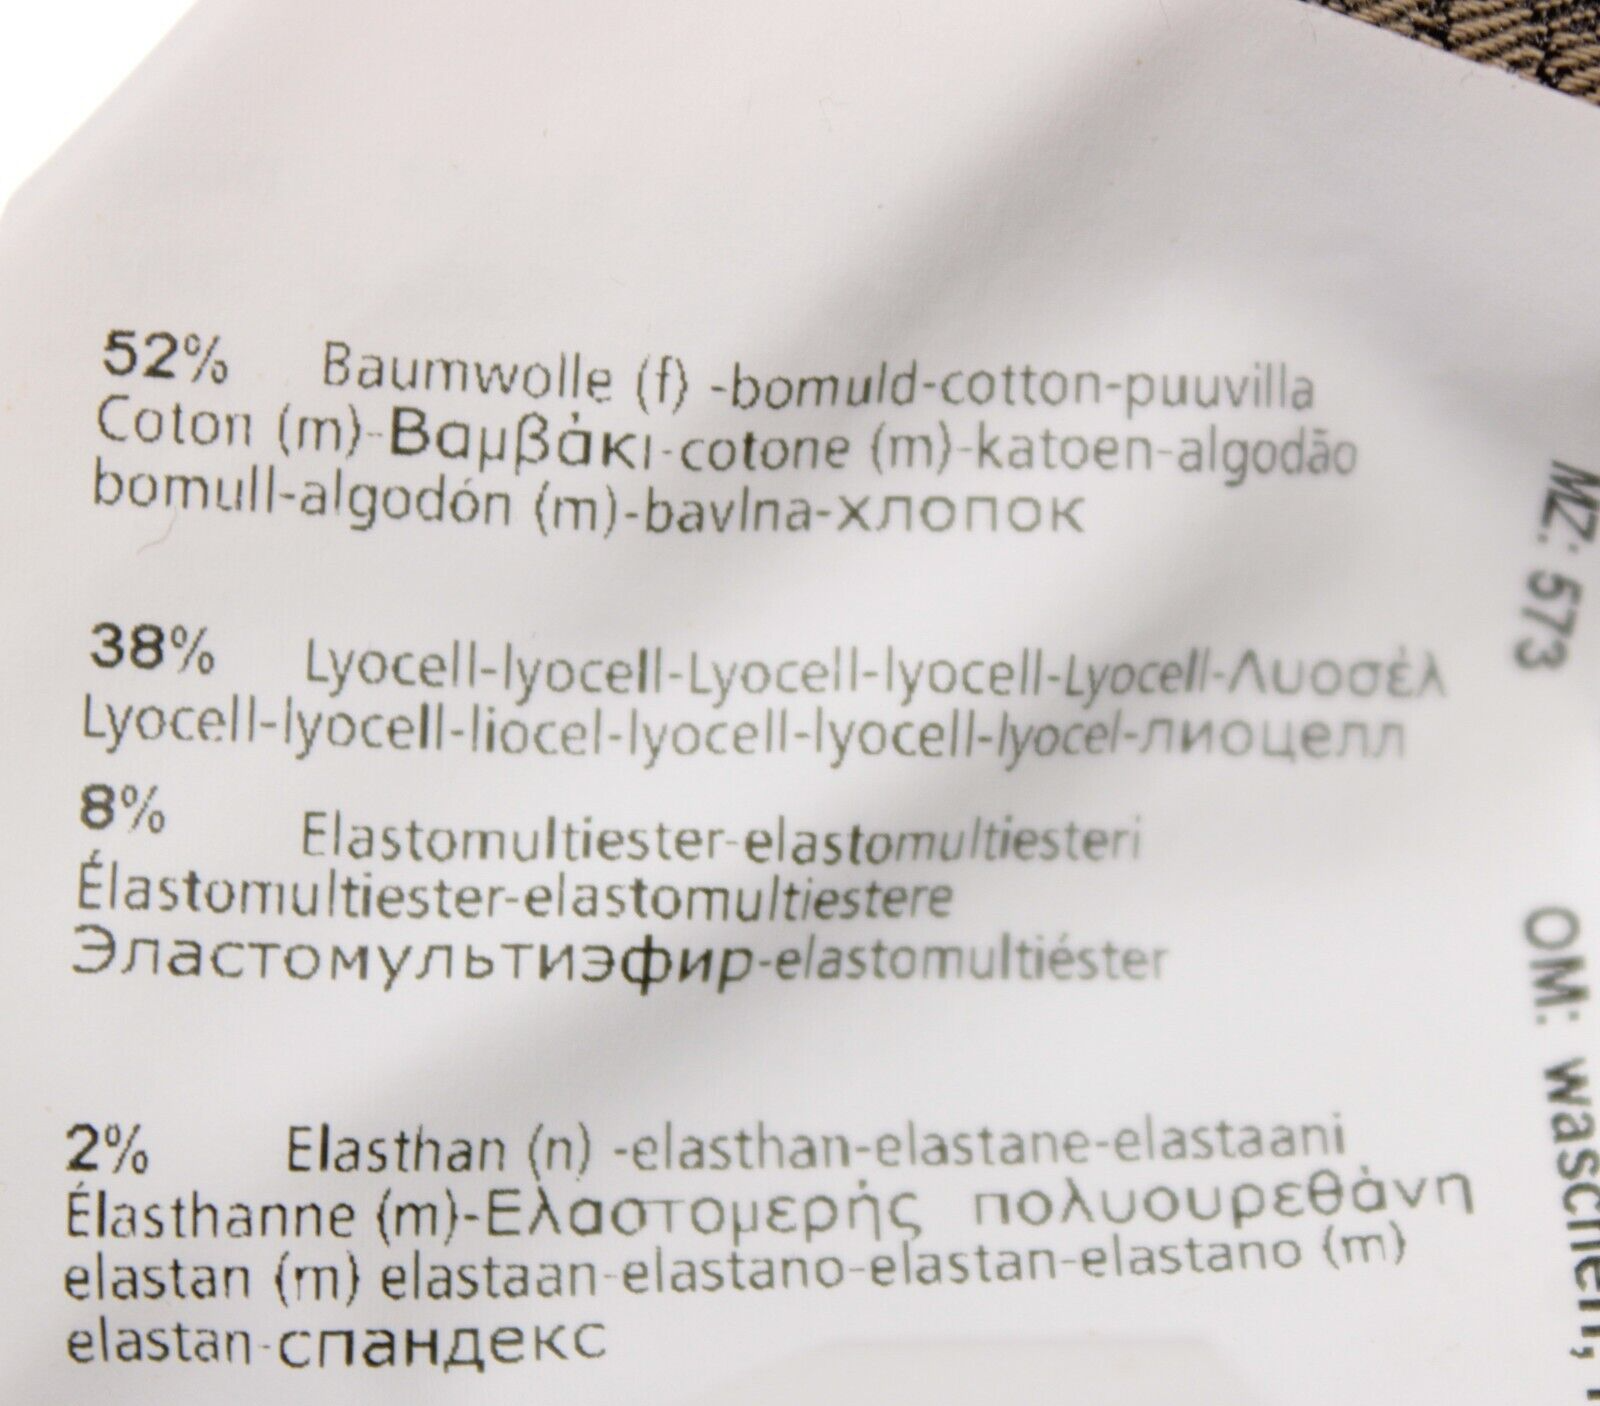 52% Baumwolle (f) -bomuld-cotton-puuvilla
Coton (m)-Βαμβάκι-cotone (m)-katoen-algodão
bomull-algodón (m)-bavlna-хлопок
38% Lyocell-lyocell-Lyocell-lyocell-Lyocell-Λυοσέλ
Lyocell-lyocell-liocel-lyocell-lyocell-lyocel-лиоцелл
8% Elastomultiester-elastomultiesteri
Élastomultiester-elastomultiestere
Эластомультиэфир-elastomultiéster
2% Elasthan (n) -elasthan-elastane-elastaani
Élasthanne (m)-Ελαστομερής πολυουρεθάνη
elastan (m) elastaan-elastano-elastan-elastano (m)
elastan-спандекс
MZ: 573
OM: waschen,